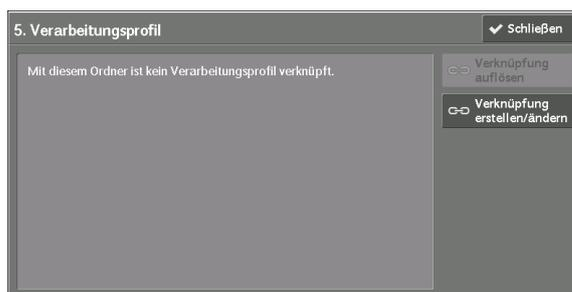 5. Verarbeitungsprofil
Schließen
Mit diesem Ordner ist kein Verarbeitungsprofil verknüpft.
Verknüpfung
auflösen
Verknüpfung
erstellen/ändern